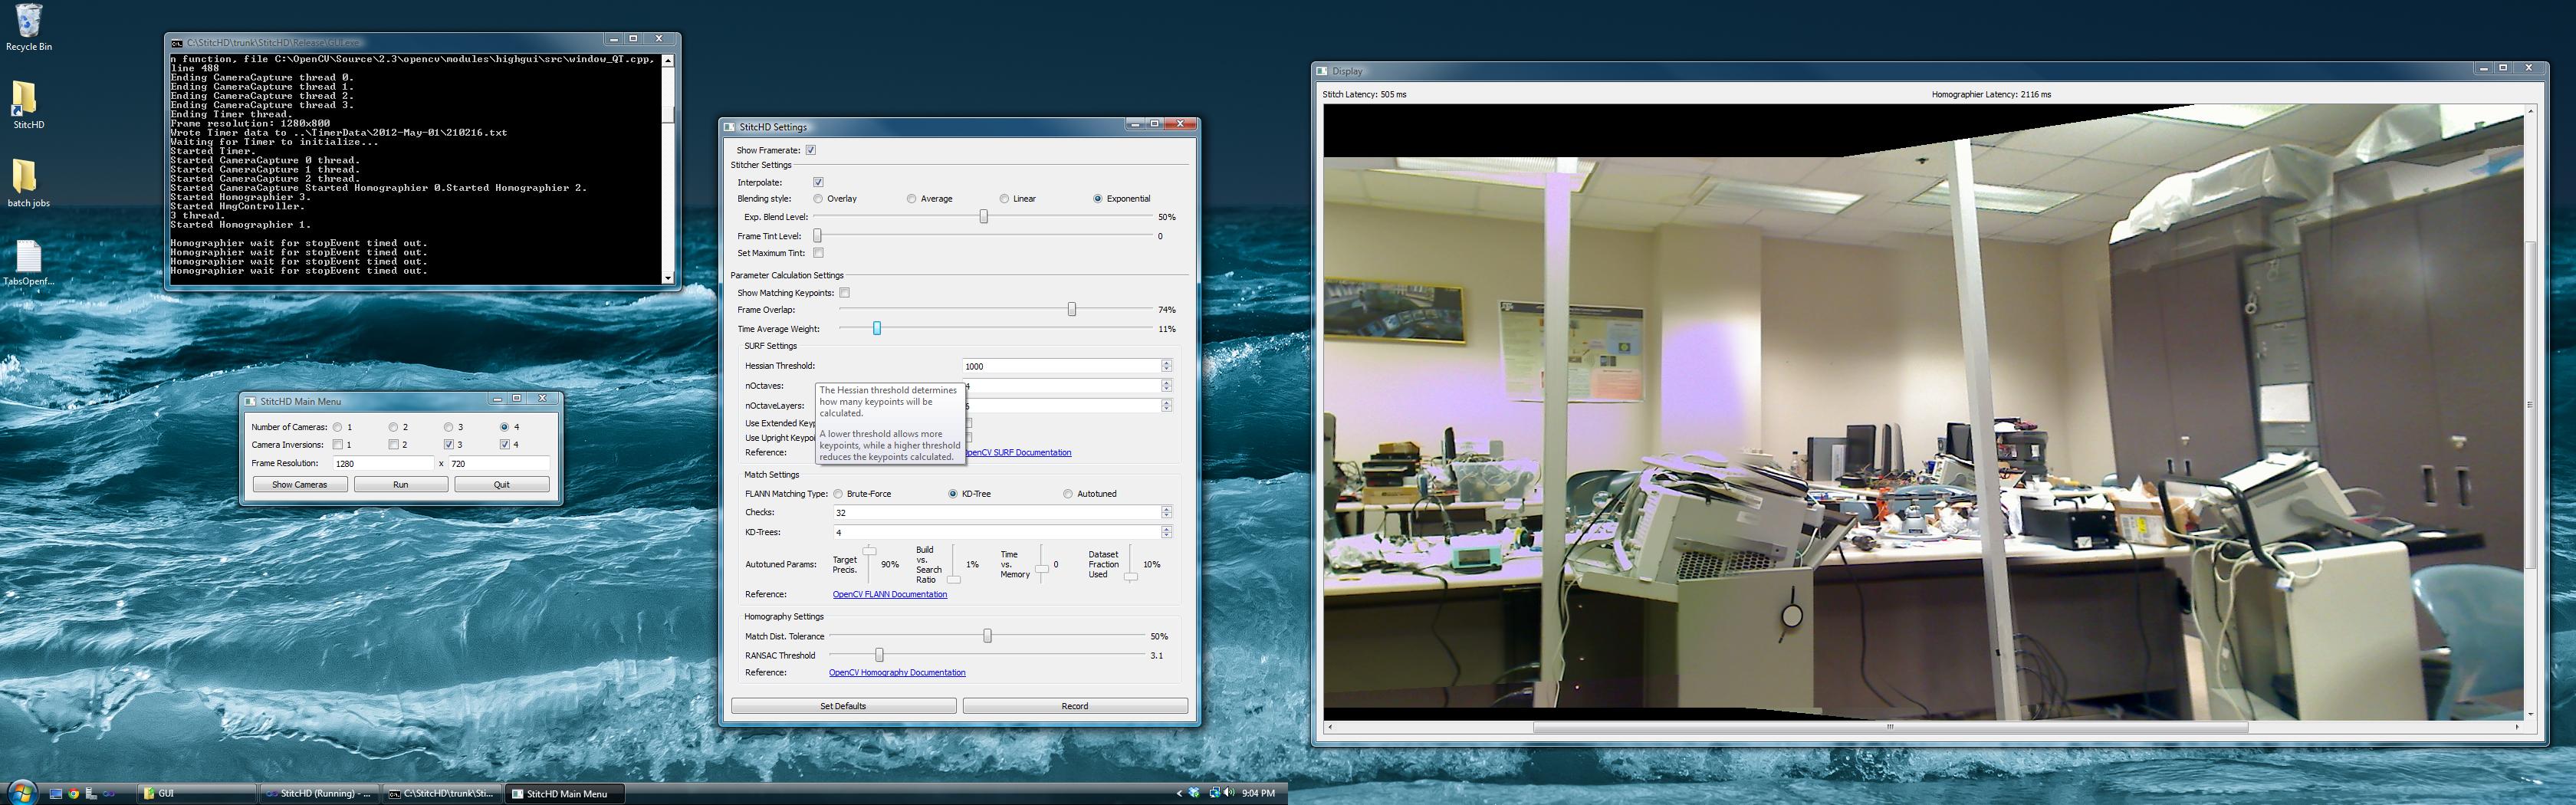 Recycle Bin
StitcHD
batch jobs
TabsOpenf...
C:\StitcHD\trunk\StitcHD\Release\GUI.exe
n function, file C:\OpenCV\Source\2.3\opencv\modules\highgui\src\window_QT.cpp,
line 488
Ending CameraCapture thread 0.
Ending CameraCapture thread 1.
Ending CameraCapture thread 2.
Ending CameraCapture thread 3.
Ending Timer thread.
Frame resolution: 1280x800
Wrote Timer data to ..\TimerData\2012-May-01\210216.txt
Waiting for Timer to initialize...
Started Timer.
Started CameraCapture 0 thread.
Started CameraCapture 1 thread.
Started CameraCapture 2 thread.
Started CameraCapture Started Homographier 0.Started Homographier 2.
Started Homographier 3.
Started HmgController.
3 thread.
Started Homographier 1.
Homographier wait for stopEvent timed out.
Homographier wait for stopEvent timed out.
Homographier wait for stopEvent timed out.
Homographier wait for stopEvent timed out.
StitcHD Main Menu
Number of Cameras: 1 2 3 4
Camera Inversions: 1 2 3 4
Frame Resolution: 1280 x 720
Show Cameras Run Quit
StitcHD Settings
Show Framerate:
Stitcher Settings
Interpolate:
Blending style: Overlay Average Linear Exponential
Exp. Blend Level: 50%
Frame Tint Level: 0
Set Maximum Tint:
Parameter Calculation Settings
Show Matching Keypoints:
Frame Overlap: 74%
Time Average Weight: 11%
SURF Settings
Hessian Threshold: 1000
nOctaves: 4
nOctaveLayers:
Use Extended Keyp
Use Upright Keypoi
Reference: OpenCV SURF Documentation
The Hessian threshold determines
how many keypoints will be
calculated.
A lower threshold allows more
keypoints, while a higher threshold
reduces the keypoints calculated.
Match Settings
FLANN Matching Type: Brute-Force KD-Tree Autotuned
Checks: 32
KD-Trees: 4
Autotuned Params: Target
Precis. 90%
Build
vs.
Search
Ratio 1%
Time
vs.
Memory 0
Dataset
Fraction
Used 10%
Reference: OpenCV FLANN Documentation
Homography Settings
Match Dist. Tolerance 50%
RANSAC Threshold 3.1
Reference: OpenCV Homography Documentation
Set Defaults Record
Display
Stitch Latency: 505 ms Homographier Latency: 2116 ms
GUI
StitcHD (Running) - ...
C:\StitcHD\trunk\Sti...
StitcHD Main Menu
9:04 PM